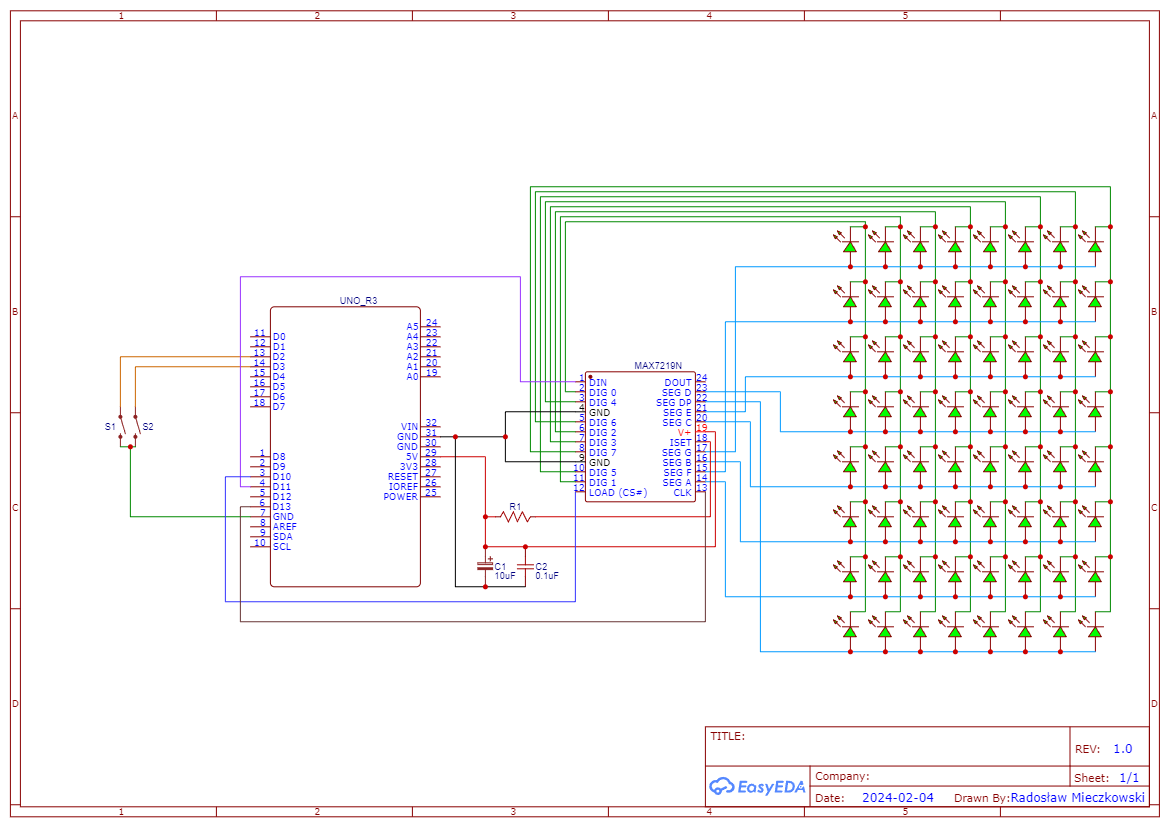 1 2 3 4 5
A A
B B
C C
D D
UNO_R3
11 D0
12 D1
13 D2
14 D3
15 D4
16 D5
17 D6
18 D7
1 D8
2 D9
3 D10
4 D11
5 D12
6 D13
7 GND
8 AREF
9 SDA
10 SCL
A5 24
A4 23
A3 22
A2 21
A1 20
A0 19
VIN 32
GND 31
GND 30
5V 29
3V3 28
RESET 27
IOREF 26
POWER 25
S1 S2
MAX7219N
1 DIN
2 DIG 0
3 DIG 4
4 GND
5 DIG 6
6 DIG 2
7 DIG 3
8 DIG 7
9 GND
10 DIG 5
11 DIG 1
12 LOAD (CS#)
DOUT 24
SEG D 23
SEG DP 22
SEG E 21
SEG C 20
V+ 19
ISET 18
SEG G 17
SEG B 16
SEG F 15
SEG A 14
CLK 13
R1
+
C1
10uF
C2
0.1uF
TITLE:
REV: 1.0
EasyEDA
Company:
Sheet: 1/1
Date: 2024-02-04 Drawn By:Radosław Mieczkowski
1 2 3 4 5